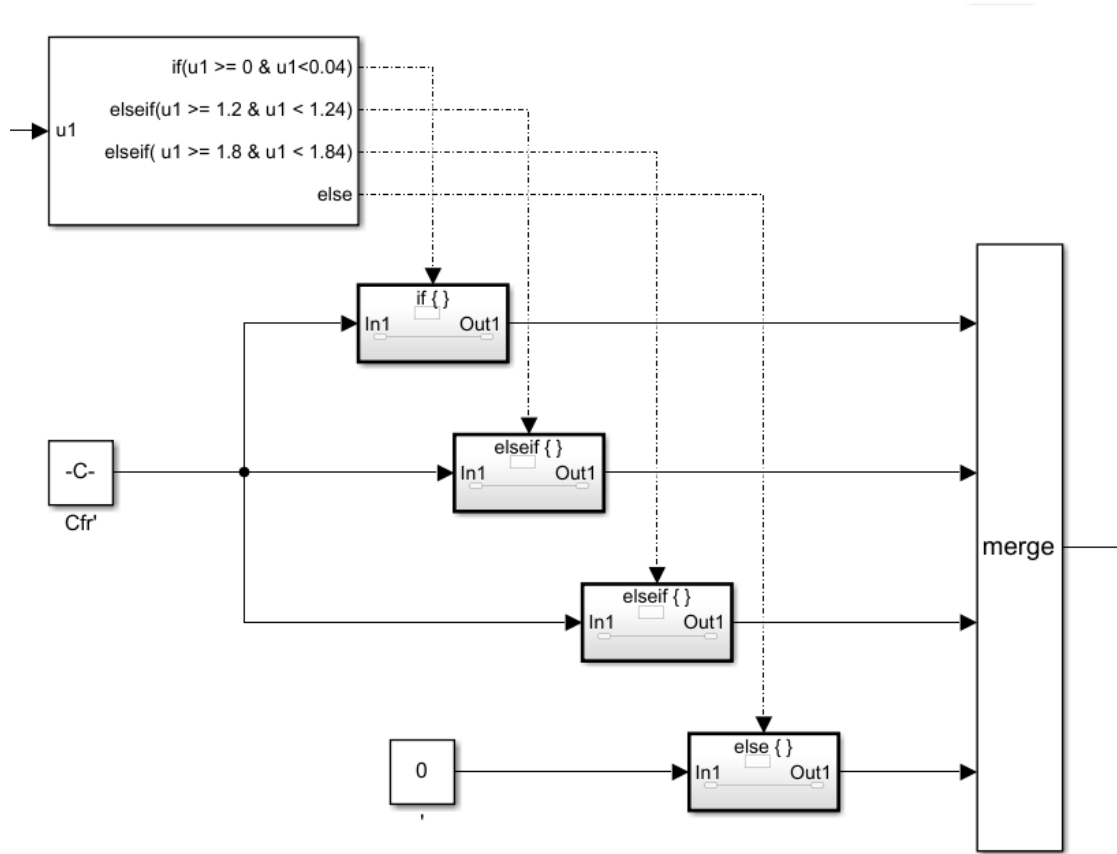 if(u1 >= 0 & u1<0.04)
elseif(u1 >= 1.2 & u1 < 1.24)
u1
elseif( u1 >= 1.8 & u1 < 1.84)
else
if { }
In1 Out1
elseif { }
In1 Out1
-C-
Cfr'
merge
elseif { }
In1 Out1
else { }
0
In1 Out1
'